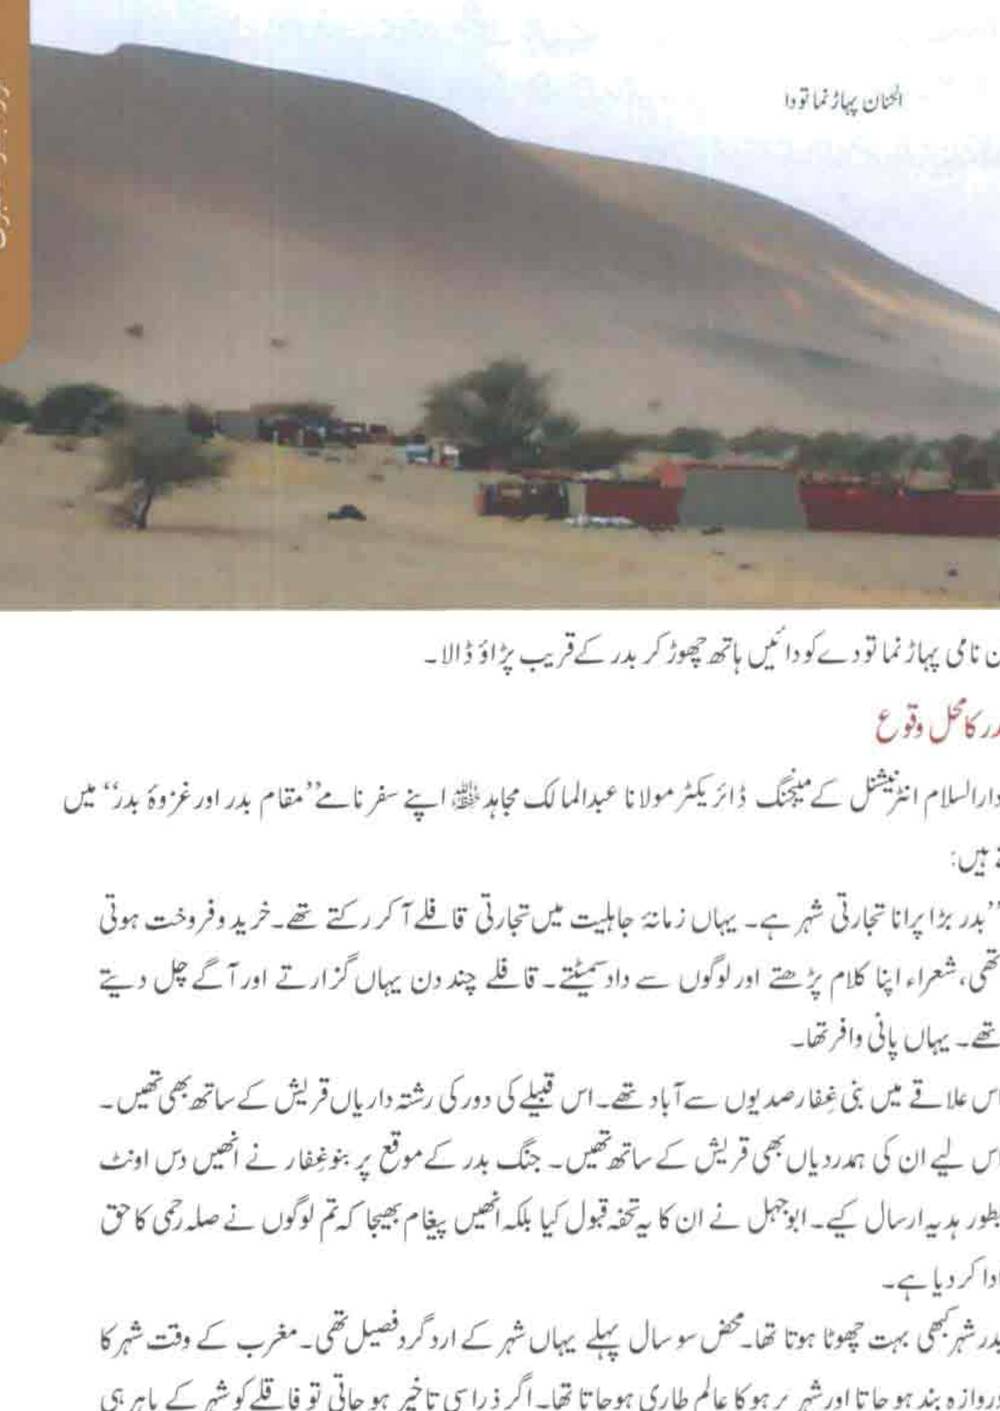 الحنان پہاڑ نما تودا
نامی پہاڑ نما تودے کو دائیں ہاتھ چھوڑ کر بدر کے قریب پڑاؤ ڈالا۔
کا محل وقوع
دارالسلام انٹرنیشنل کے مینجنگ ڈائریکٹر مولانا عبدالمالک مجاہد ﷾ اپنے سفر نامے ’’مقام بدر اور غزوۂ بدر‘‘ میں
ہیں:
’’بدر بڑا پرانا تجارتی شہر ہے۔ یہاں زمانۂ جاہلیت میں تجارتی قافلے آ کر رکتے تھے۔ خرید و فروخت ہوتی
تھی، شعراء اپنا کلام پڑھتے اور لوگوں سے داد سمیٹتے۔ قافلے چند دن یہاں گزارتے اور آگے چل دیتے
تھے۔ یہاں پانی وافر تھا۔
اس علاقے میں بنی غِفار صدیوں سے آباد تھے۔ اس قبیلے کی دور کی رشتہ داریاں قریش کے ساتھ بھی تھیں۔
اس لیے ان کی ہمدردیاں بھی قریش کے ساتھ تھیں۔ جنگ بدر کے موقع پر بنو غِفار نے انھیں دس اونٹ
بطور ہدیہ ارسال کیے۔ ابوجہل نے ان کا یہ تحفہ قبول کیا بلکہ انھیں پیغام بھیجا کہ تم لوگوں نے صلہ رحمی کا حق
ادا کر دیا ہے۔
بدر شہر کبھی بہت چھوٹا ہوتا تھا۔ محض سو سال پہلے یہاں شہر کے ارد گرد فصیل تھی۔ مغرب کے وقت شہر کا
دروازہ بند ہو جاتا اور شہر پر ہو کا عالم طاری ہو جاتا تھا۔ اگر ذرا سی تاخیر ہو جاتی تو قافلے کو شہر کے باہر ہی